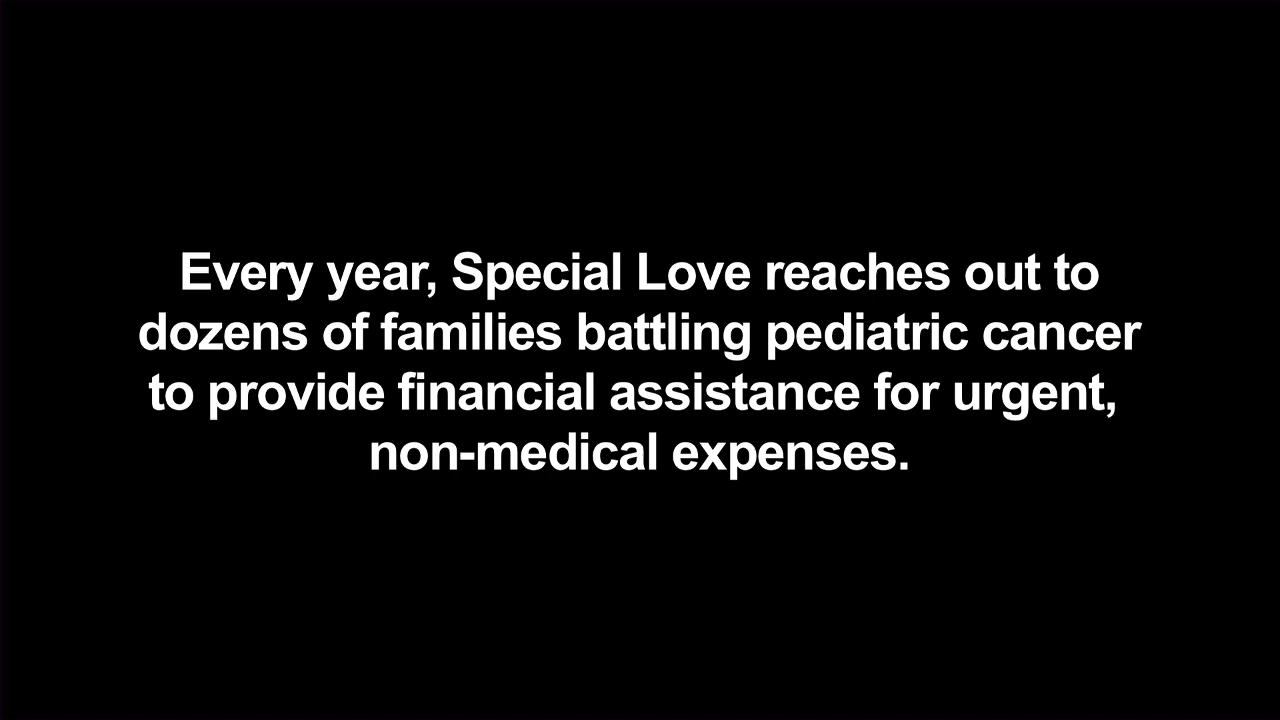 Every year, Special Love reaches out to
dozens of families battling pediatric cancer
to provide financial assistance for urgent,
non-medical expenses.